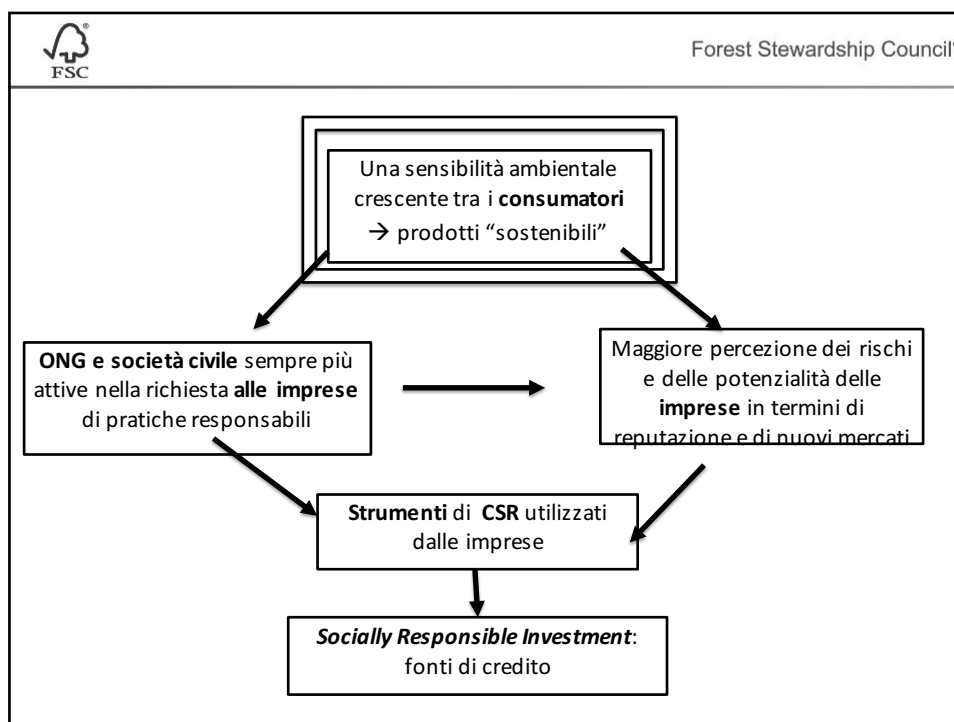 FSC
Forest Stewardship Council®
Una sensibilità ambientale
crescente tra i consumatori
→ prodotti “sostenibili”
ONG e società civile sempre più
attive nella richiesta alle imprese
di pratiche responsabili
Maggiore percezione dei rischi
e delle potenzialità delle
imprese in termini di
reputazione e di nuovi mercati
Strumenti di CSR utilizzati
dalle imprese
Socially Responsible Investment:
fonti di credito